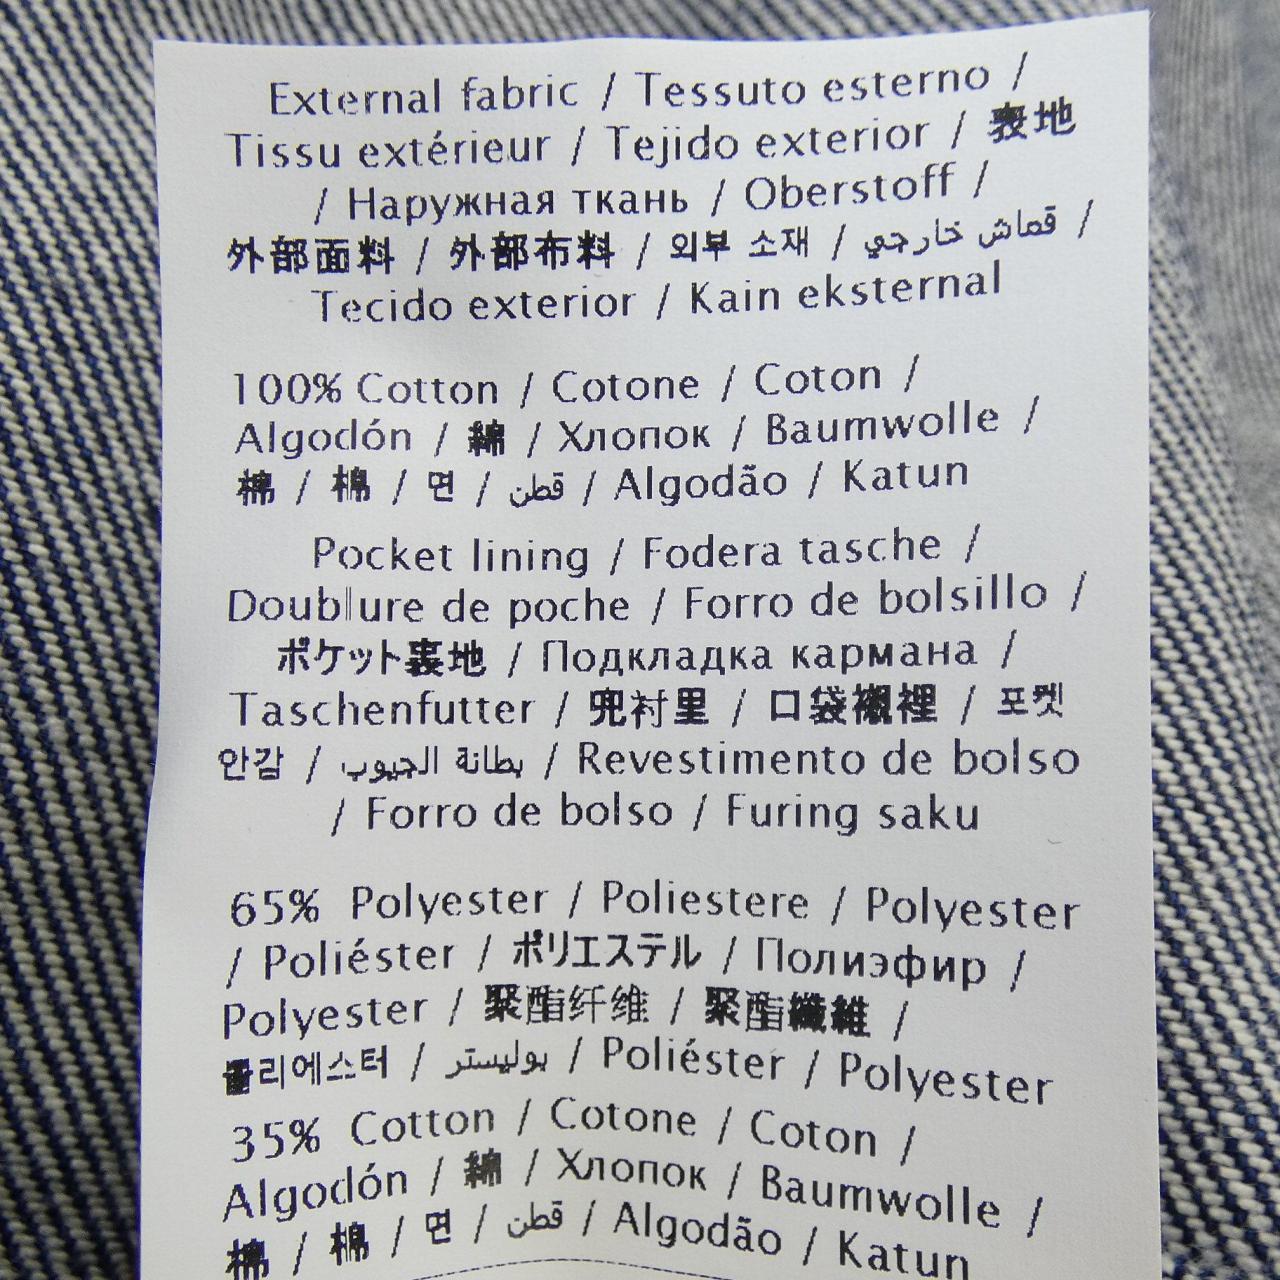 External fabric / Tessuto esterno /
Tissu extérieur / Tejido exterior / 表地
/ Наружная ткань / Oberstoff /
外部面料 / 外部布料 / 외부 소재 / قماش خارجي /
Tecido exterior / Kain eksternal
100% Cotton / Cotone / Coton /
Algodón / 綿 / Хлопок / Baumwolle /
棉 / 棉 / 면 / قطن / Algodão / Katun
Pocket lining / Fodera tasche /
Doublure de poche / Forro de bolsillo /
ポケット裏地 / Подкладка кармана /
Taschenfutter / 兜衬里 / 口袋襯裡 / 포켓
안감 / بطانة الجيوب / Revestimento de bolso
/ Forro de bolso / Furing saku
65% Polyester / Poliestere / Polyester
/ Poliéster / ポリエステル / Полиэфир /
Polyester / 聚酯纤维 / 聚酯纖維 /
폴리에스터 / بوليستر / Poliéster / Polyester
35% Cotton / Cotone / Coton /
Algodón / 綿 / Хлопок / Baumwolle /
棉 / 棉 / 면 / قطن / Algodão / Katun